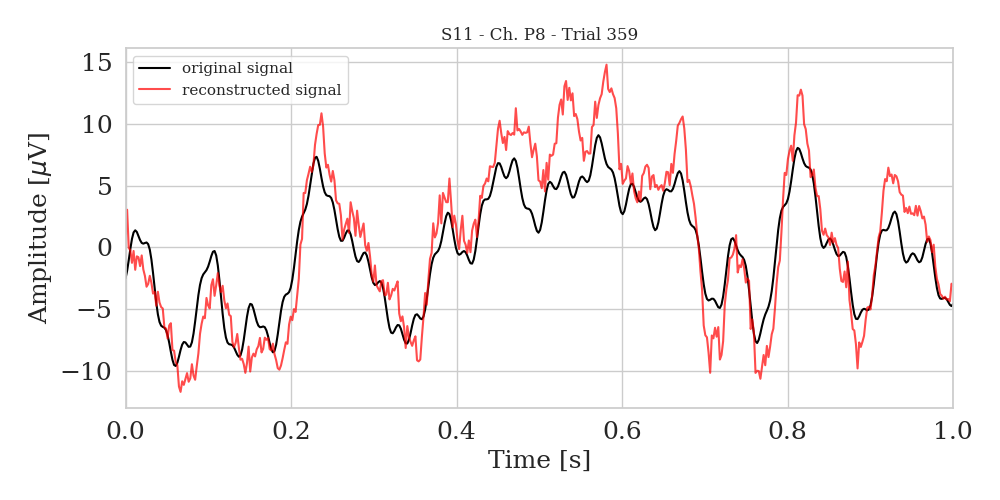 S11 - Ch. P8 - Trial 359
original signal
reconstructed signal
Amplitude [μV]
15
10
5
0
−5
−10
0.0 0.2 0.4 0.6 0.8 1.0
Time [s]